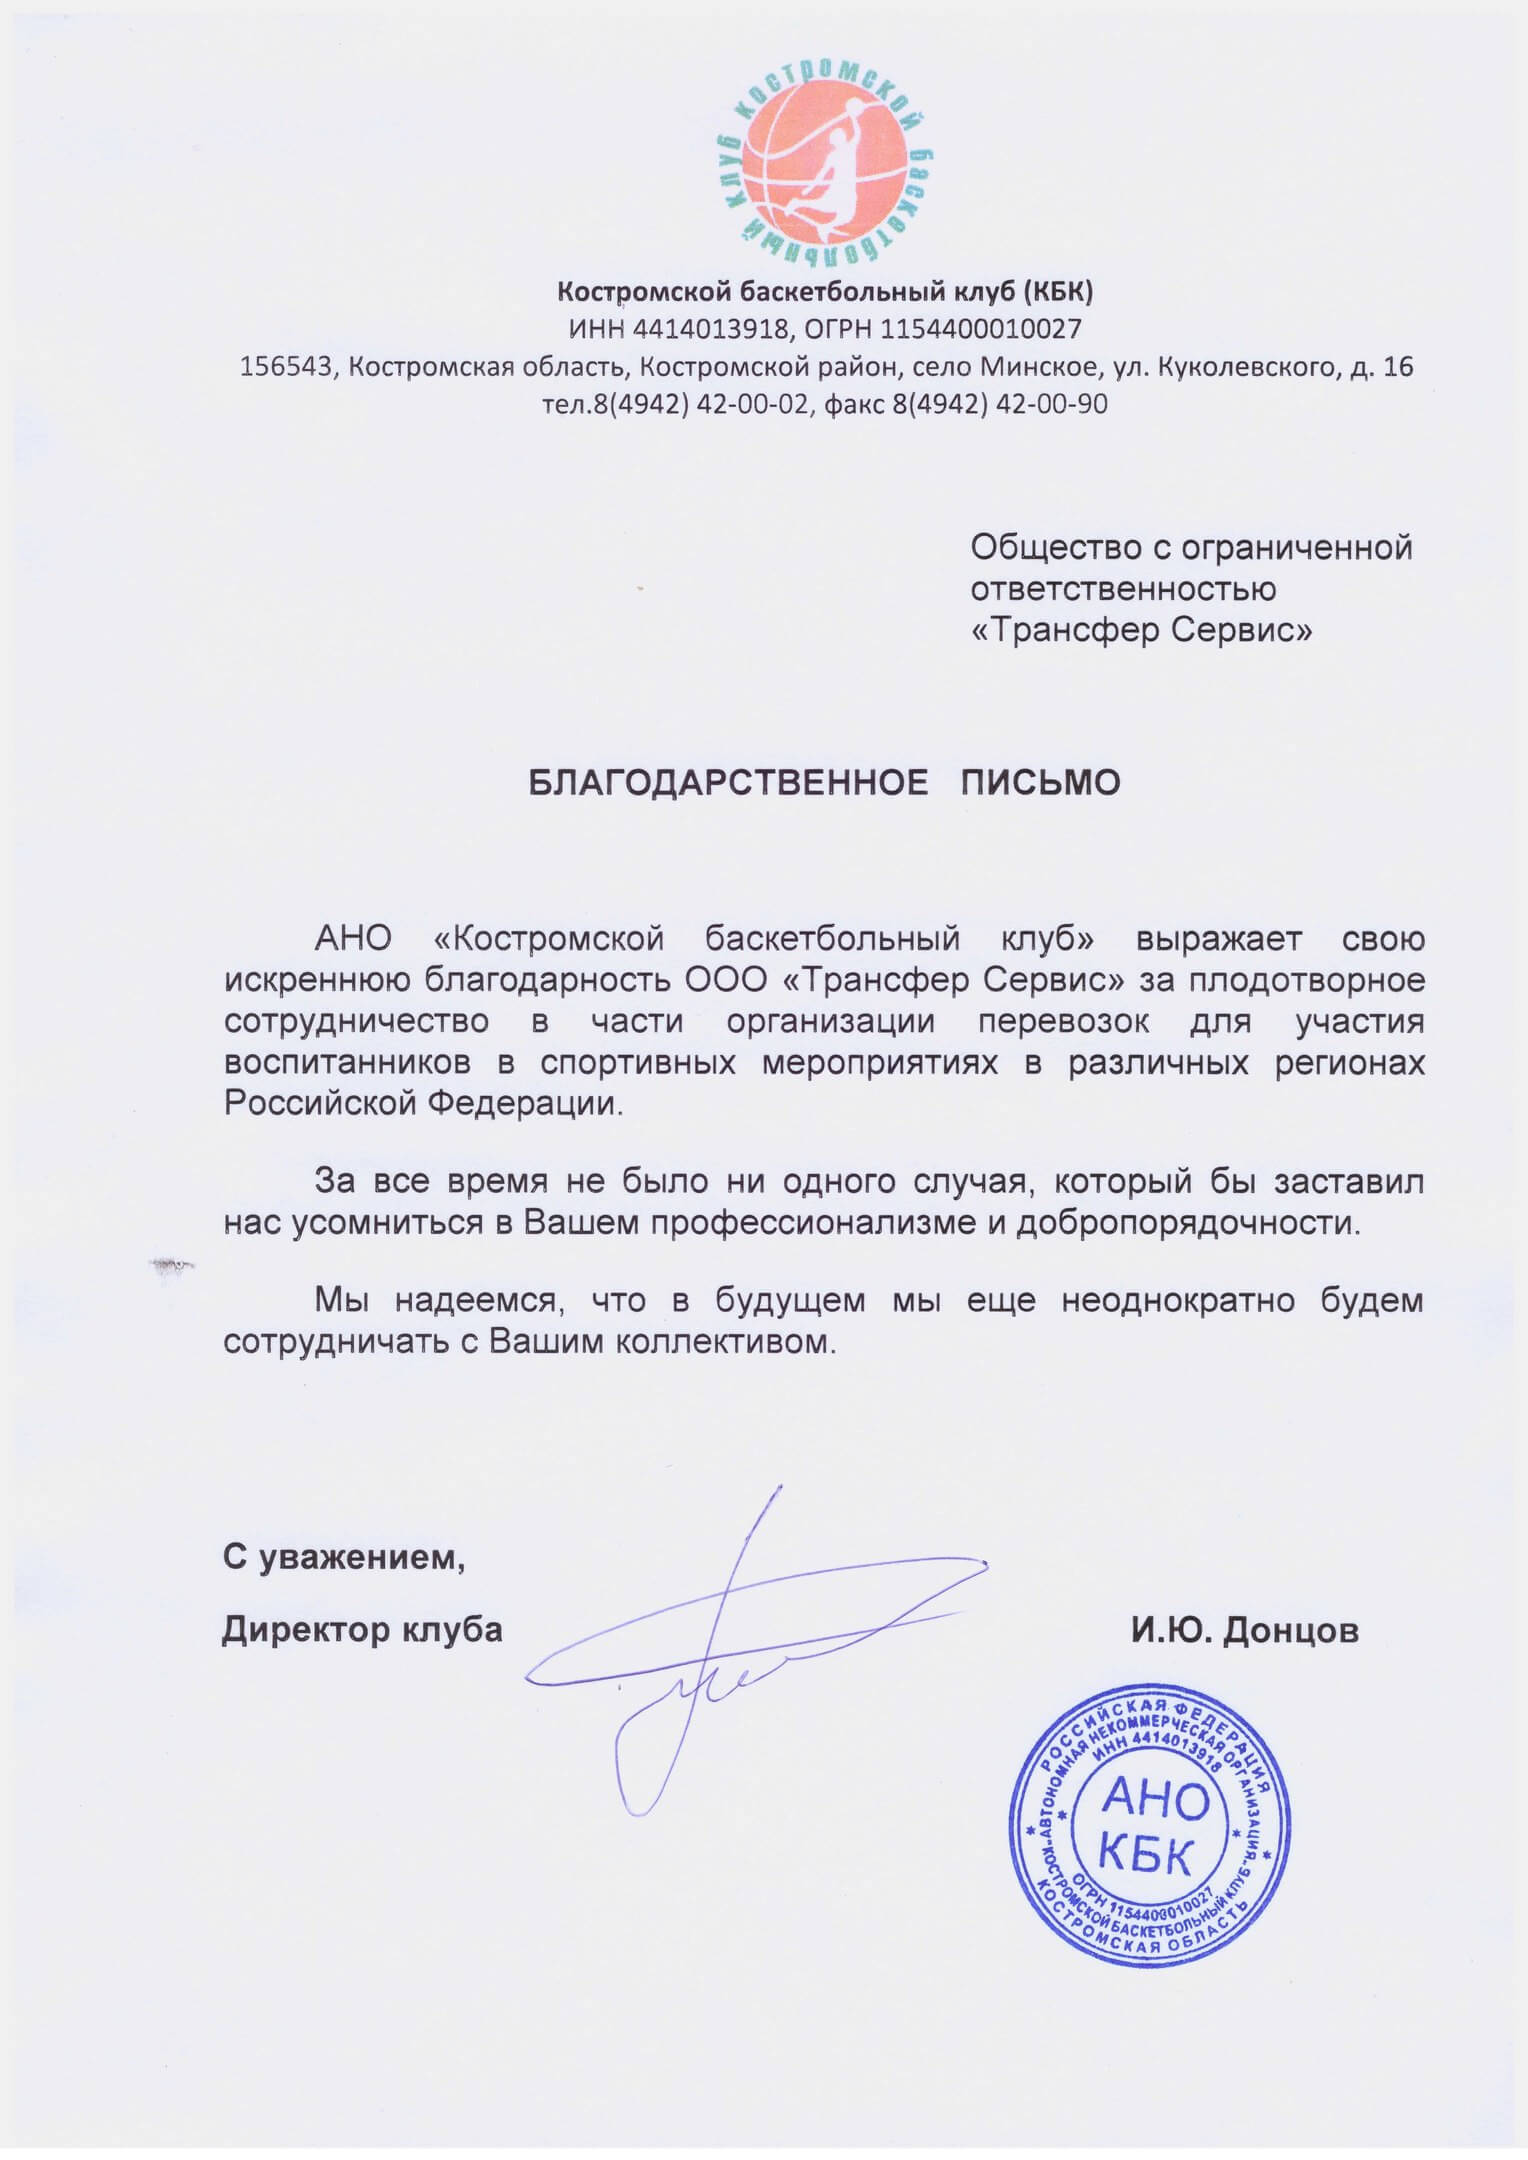 Костромской баскетбольный клуб
Костромской баскетбольный клуб (КБК)
ИНН 4414013918, ОГРН 1154400010027
156543, Костромская область, Костромской район, село Минское, ул. Куколевского, д. 16
тел.8(4942) 42-00-02, факс 8(4942) 42-00-90
Общество с ограниченной
ответственностью
«Трансфер Сервис»
БЛАГОДАРСТВЕННОЕ ПИСЬМО
АНО «Костромской баскетбольный клуб» выражает свою
искреннюю благодарность ООО «Трансфер Сервис» за плодотворное
сотрудничество в части организации перевозок для участия
воспитанников в спортивных мероприятиях в различных регионах
Российской Федерации.
За все время не было ни одного случая, который бы заставил
нас усомниться в Вашем профессионализме и добропорядочности.
Мы надеемся, что в будущем мы еще неоднократно будем
сотрудничать с Вашим коллективом.
С уважением,
Директор клуба И.Ю. Донцов
РОССИЙСКАЯ ФЕДЕРАЦИЯ
КОСТРОМСКАЯ ОБЛАСТЬ
АВТОНОМНАЯ НЕКОММЕРЧЕСКАЯ ОРГАНИЗАЦИЯ
"КОСТРОМСКОЙ БАСКЕТБОЛЬНЫЙ КЛУБ"
ИНН 4414013918
ОГРН 1154400010027
АНО
КБК